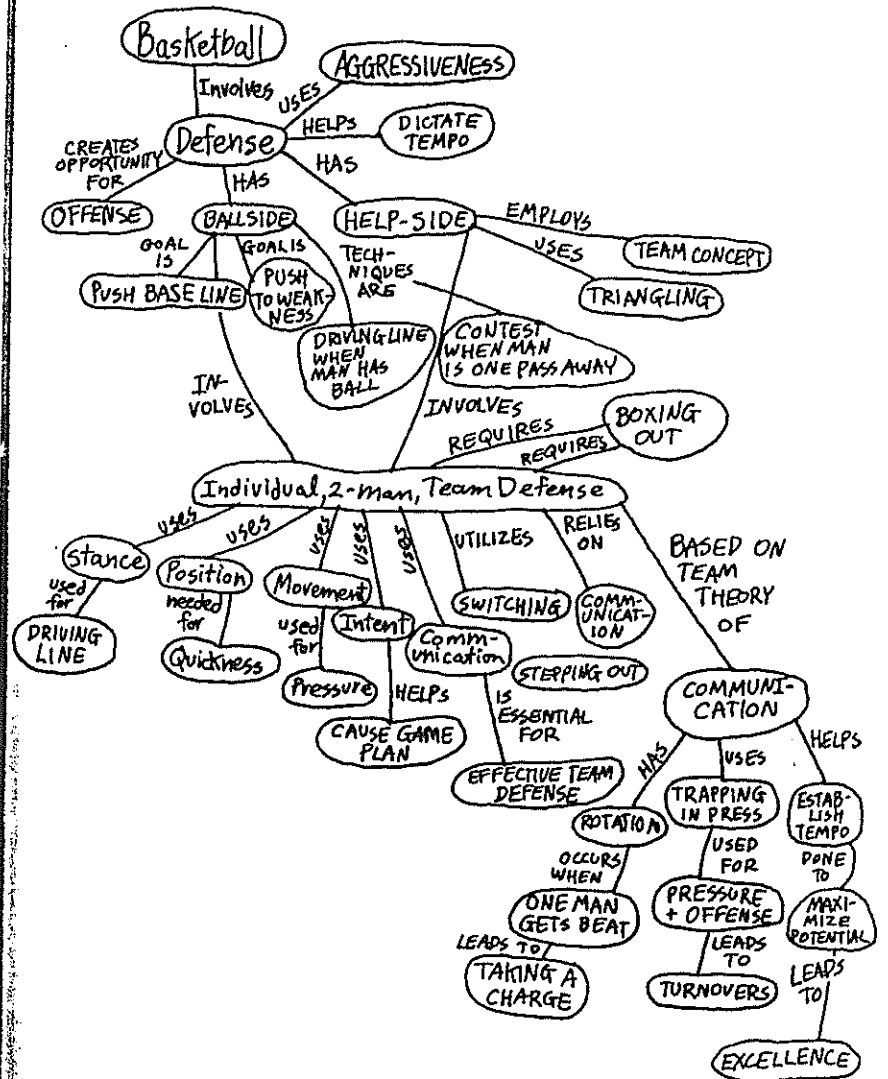 Basketball
Involves
USES
AGGRESSIVENESS
Defense
HELPS
DICTATE
TEMPO
CREATES
OPPORTUNITY
FOR
HAS
HAS
OFFENSE
BALLSIDE
HELP-SIDE
EMPLOYS
TEAM CONCEPT
USES
TRIANGLING
GOAL
IS
GOAL IS
TECH-
NIQUES
ARE
PUSH BASELINE
PUSH
TO WEAK-
NESS
DRIVING LINE
WHEN
MAN HAS
BALL
CONTEST
WHEN MAN
IS ONE PASS AWAY
IN-
VOLVES
INVOLVES
REQUIRES
REQUIRES
BOXING
OUT
Individual, 2-man, Team Defense
uses
uses
uses
uses
uses
UTILIZES
RELIES
ON
BASED ON
TEAM
THEORY
OF
Stance
used
for
DRIVING
LINE
Position
needed
for
Quickness
Movement
used
for
Pressure
Intent
HELPS
CAUSE GAME
PLAN
Comm-
unication
IS
ESSENTIAL
FOR
EFFECTIVE TEAM
DEFENSE
SWITCHING
COMM-
UNICAT-
ION
STEPPING OUT
COMMUNI-
CATION
HAS
USES
HELPS
ROTATION
OCCURS
WHEN
ONE MAN
GETS BEAT
LEADS TO
TAKING A
CHARGE
TRAPPING
IN PRESS
USED
FOR
PRESSURE
+ OFFENSE
LEADS
TO
TURNOVERS
ESTAB-
LISH
TEMPO
DONE
TO
MAXI-
MIZE
POTENTIAL
LEADS
TO
EXCELLENCE